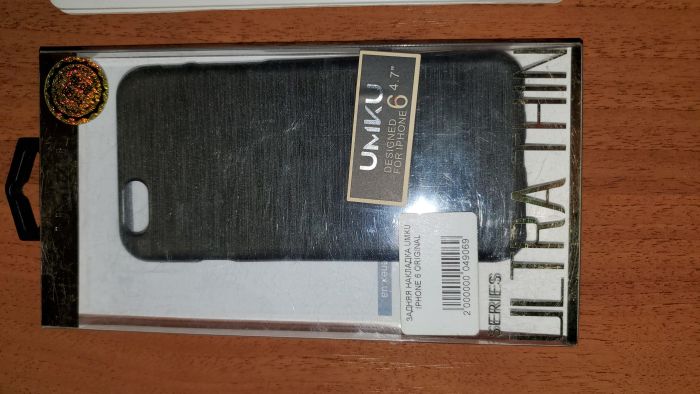 UMKU
DESIGNED
FOR IPHONE
6
4.7"
ЗАДНЯЯ НАКЛАДКА UMKU
IPHONE 6 ORIGINAL
2 000000 049069
SERIES
ULTRA THIN